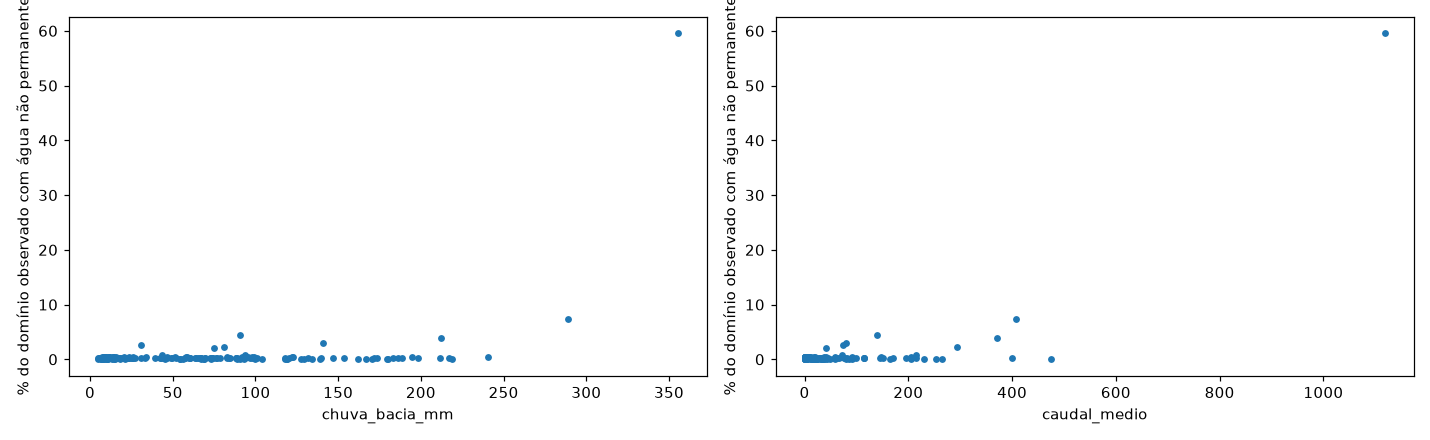 % do domínio observado com água não permanente
60
50
40
30
20
10
0
0 50 100 150 200 250 300 350
chuva_bacia_mm
% do domínio observado com água não permanente
60
50
40
30
20
10
0
0 200 400 600 800 1000
caudal_medio